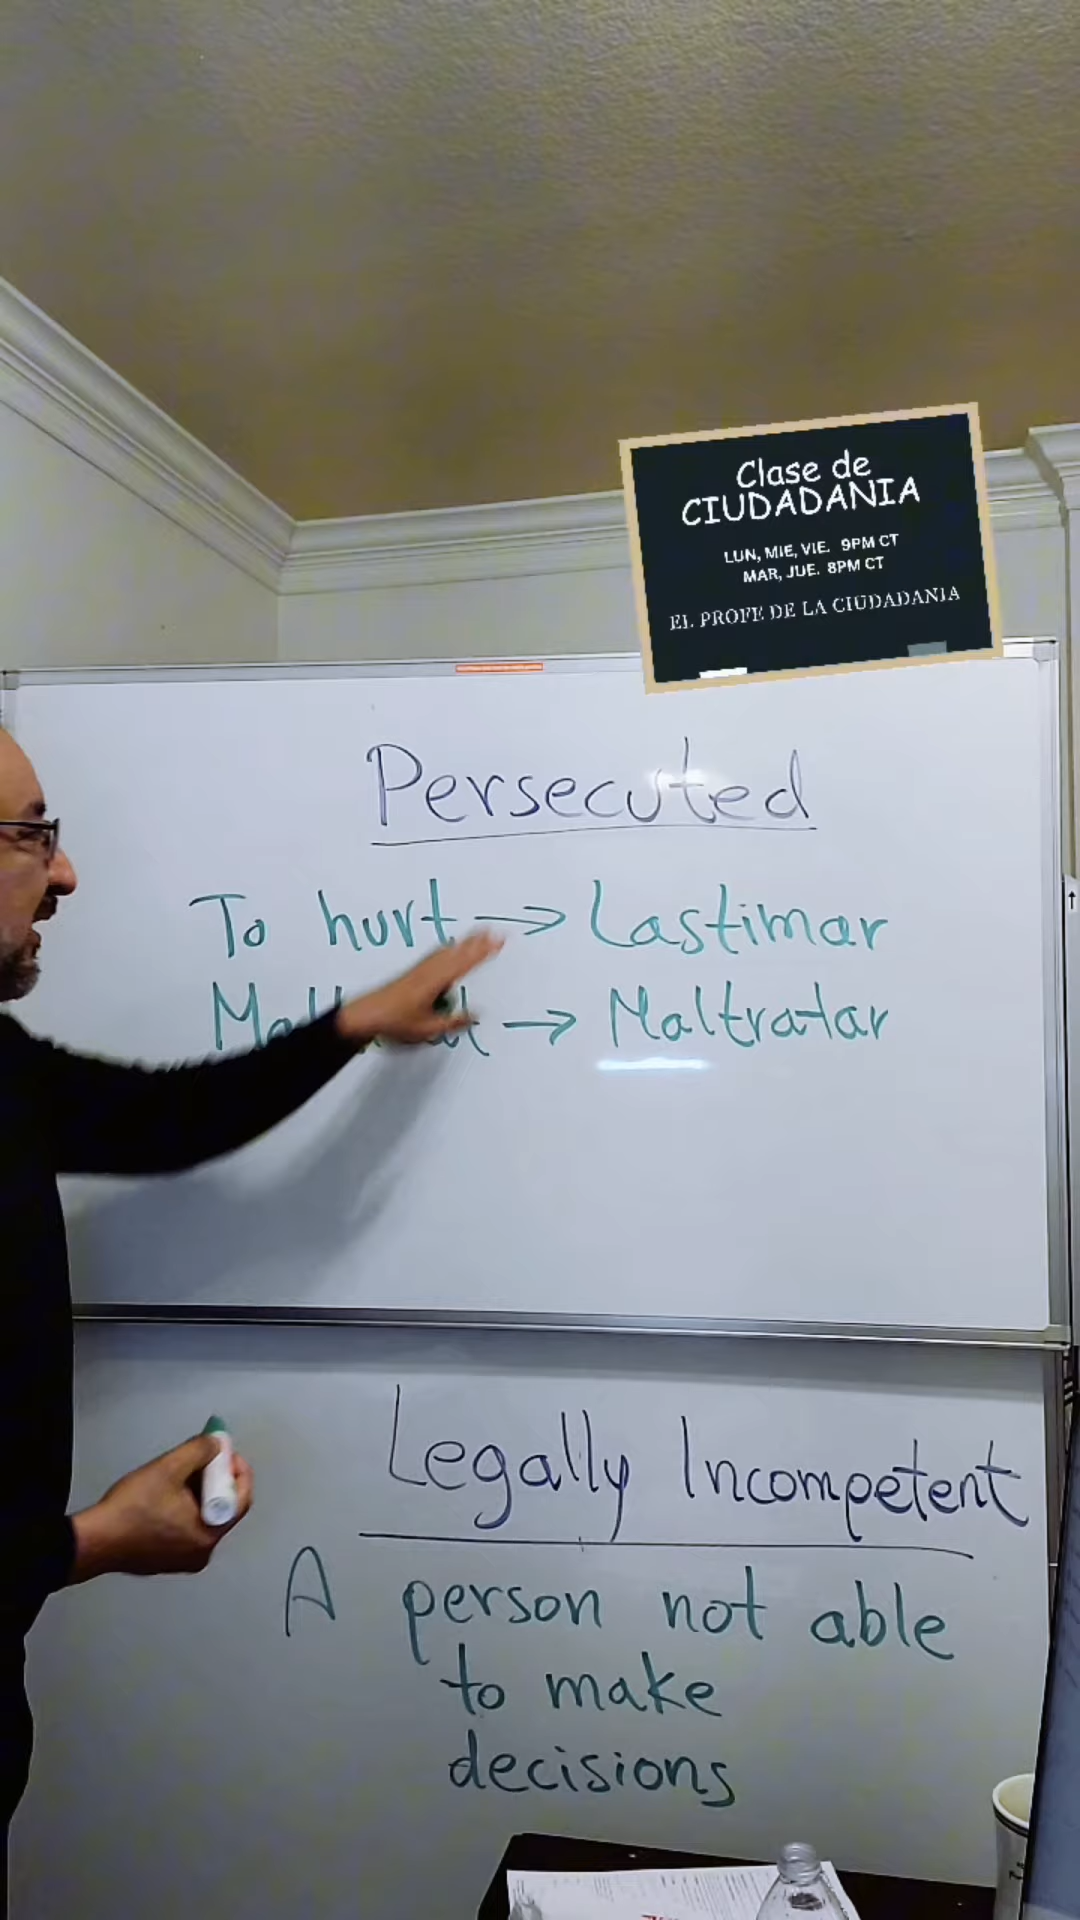 Clase de
CIUDADANIA
LUN, MIE, VIE. 9PM CT
MAR, JUE. 8PM CT
EL PROFE DE LA CIUDADANIA
Persecuted
To hurt → Lastimar
→ Maltratar
Legally Incompetent
A person not able
to make
decisions